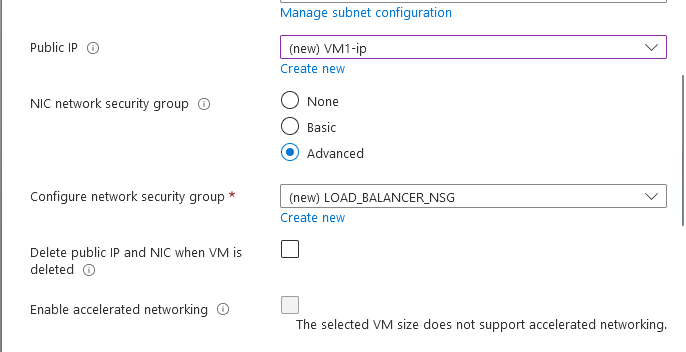 Manage subnet configuration
Public IP
(new) VM1-ip
Create new
NIC network security group
None
Basic
Advanced
Configure network security group *
(new) LOAD_BALANCER_NSG
Create new
Delete public IP and NIC when VM is
deleted
Enable accelerated networking
The selected VM size does not support accelerated networking.